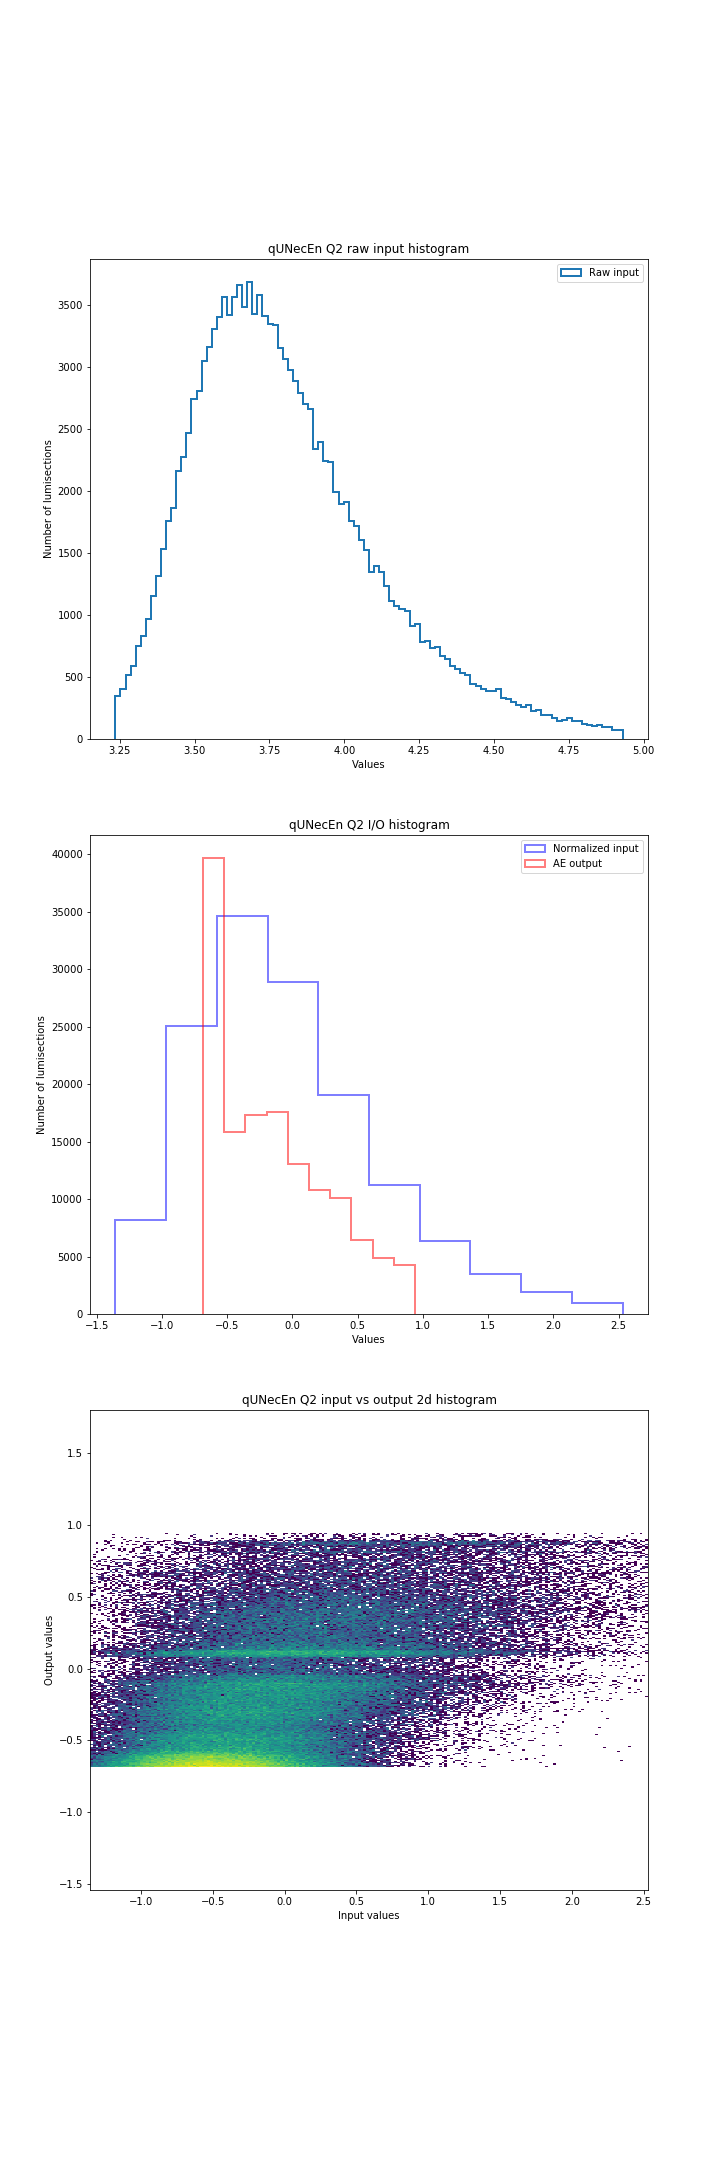 qUNecEn Q2 raw input histogram
Raw input
3500
3000
2500
2000
1500
1000
500
0
Number of lumisections
3.25 3.50 3.75 4.00 4.25 4.50 4.75 5.00
Values
qUNecEn Q2 I/O histogram
Normalized input
AE output
40000
35000
30000
25000
20000
15000
10000
5000
0
Number of lumisections
−1.5 −1.0 −0.5 0.0 0.5 1.0 1.5 2.0 2.5
Values
qUNecEn Q2 input vs output 2d histogram
1.5
1.0
0.5
0.0
−0.5
−1.0
−1.5
Output values
−1.0 −0.5 0.0 0.5 1.0 1.5 2.0 2.5
Input values